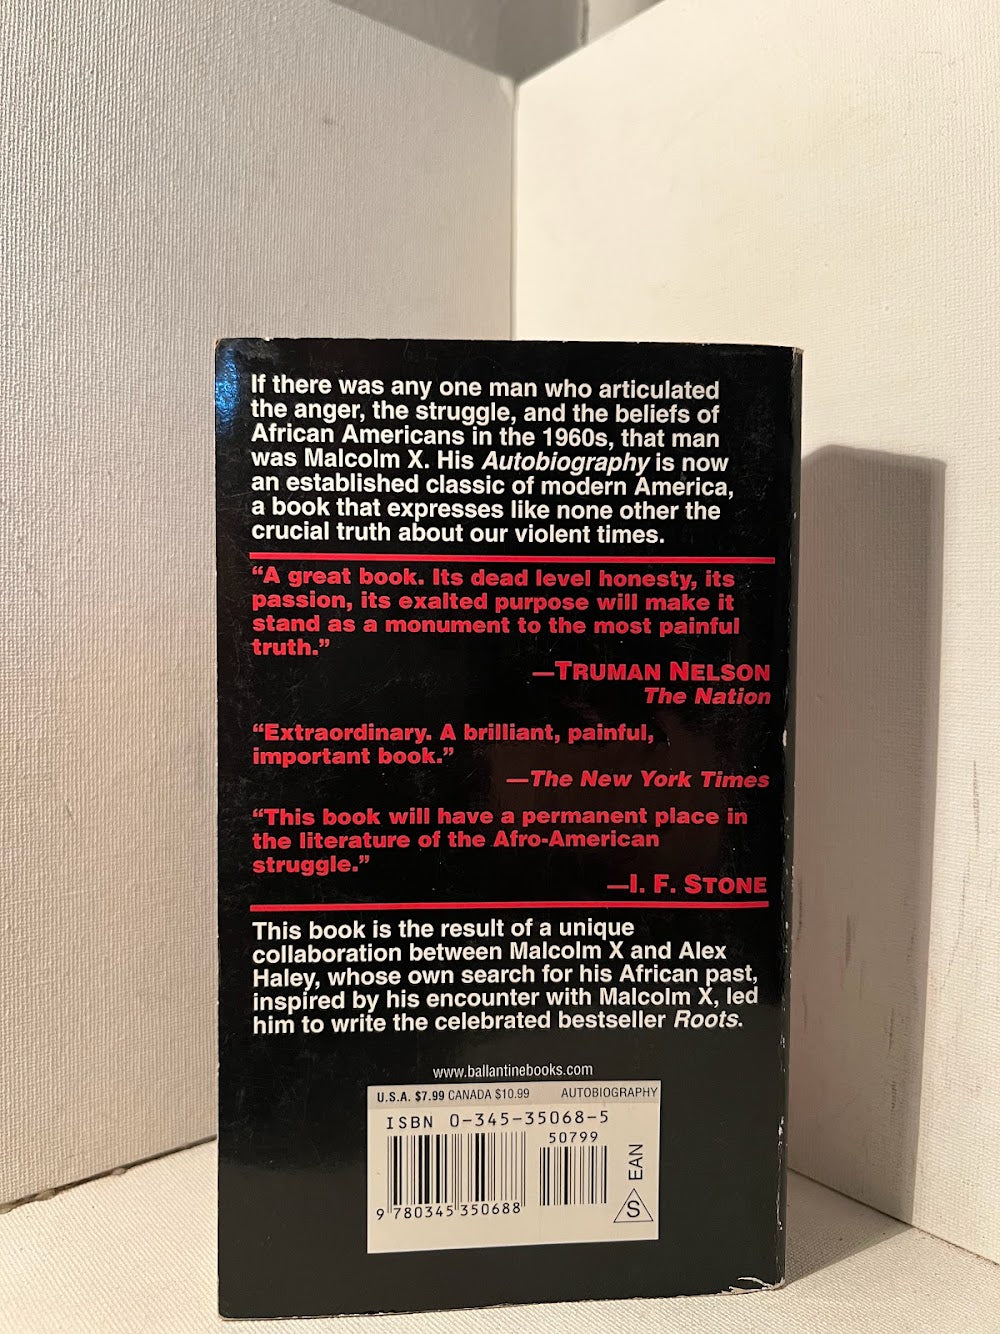 If there was any one man who articulated
the anger, the struggle, and the beliefs of
African Americans in the 1960s, that man
was Malcolm X. His Autobiography is now
an established classic of modern America,
a book that expresses like none other the
crucial truth about our violent times.
“A great book. Its dead level honesty, its
passion, its exalted purpose will make it
stand as a monument to the most painful
truth.”
—TRUMAN NELSON
The Nation
“Extraordinary. A brilliant, painful,
important book.”
—The New York Times
“This book will have a permanent place in
the literature of the Afro-American
struggle.”
—I. F. STONE
This book is the result of a unique
collaboration between Malcolm X and Alex
Haley, whose own search for his African past,
inspired by his encounter with Malcolm X, led
him to write the celebrated bestseller Roots.
www.ballantinebooks.com
U.S.A. $7.99 CANADA $10.99 AUTOBIOGRAPHY
ISBN 0-345-35068-5
50799
9 780345 350688
EAN
S